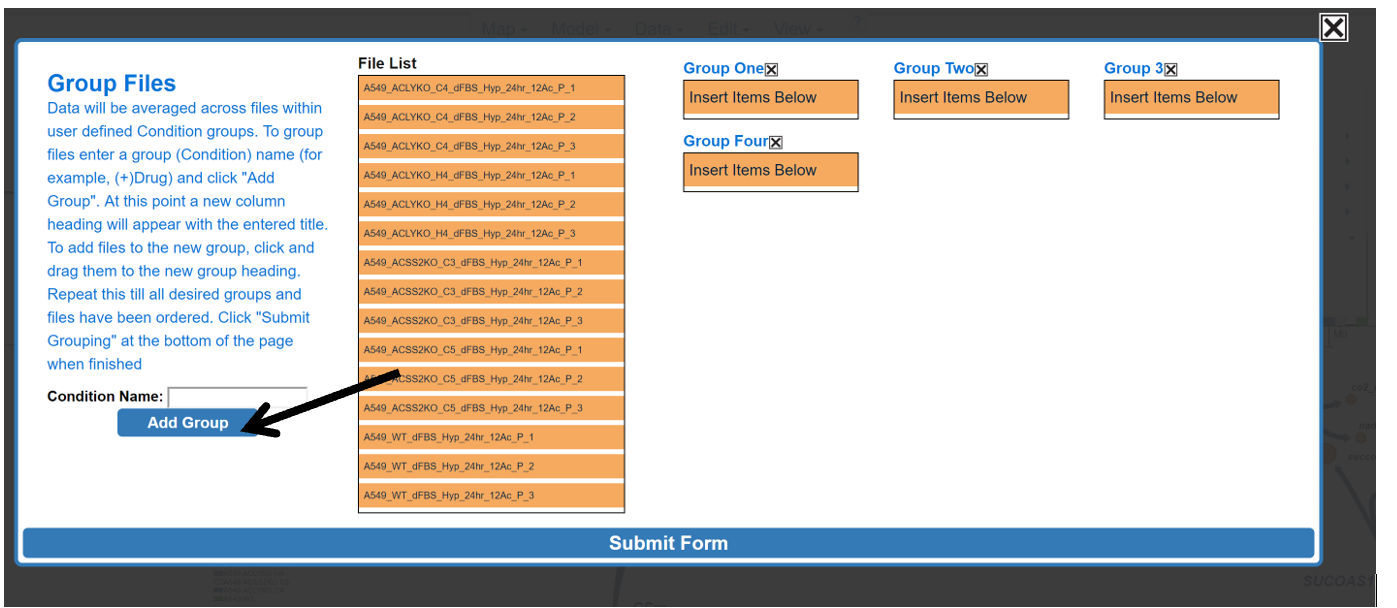 Map Model Data Edit View ?
Group Files
Data will be averaged across files within
user defined Condition groups. To group
files enter a group (Condition) name (for
example, (+)Drug) and click "Add
Group". At this point a new column
heading will appear with the entered title.
To add files to the new group, click and
drag them to the new group heading.
Repeat this till all desired groups and
files have been ordered. Click "Submit
Grouping" at the bottom of the page
when finished
Condition Name:
Add Group
File List
A549_ACLYKO_C4_dFBS_Hyp_24hr_12Ac_P_1
A549_ACLYKO_C4_dFBS_Hyp_24hr_12Ac_P_2
A549_ACLYKO_C4_dFBS_Hyp_24hr_12Ac_P_3
A549_ACLYKO_H4_dFBS_Hyp_24hr_12Ac_P_1
A549_ACLYKO_H4_dFBS_Hyp_24hr_12Ac_P_2
A549_ACLYKO_H4_dFBS_Hyp_24hr_12Ac_P_3
A549_ACSS2KO_C3_dFBS_Hyp_24hr_12Ac_P_1
A549_ACSS2KO_C3_dFBS_Hyp_24hr_12Ac_P_2
A549_ACSS2KO_C3_dFBS_Hyp_24hr_12Ac_P_3
A549_ACSS2KO_C5_dFBS_Hyp_24hr_12Ac_P_1
A549_ACSS2KO_C5_dFBS_Hyp_24hr_12Ac_P_2
A549_ACSS2KO_C5_dFBS_Hyp_24hr_12Ac_P_3
A549_WT_dFBS_Hyp_24hr_12Ac_P_1
A549_WT_dFBS_Hyp_24hr_12Ac_P_2
A549_WT_dFBS_Hyp_24hr_12Ac_P_3
Group One
Insert Items Below
Group Two
Insert Items Below
Group 3
Insert Items Below
Group Four
Insert Items Below
Submit Form
SUCOAS1